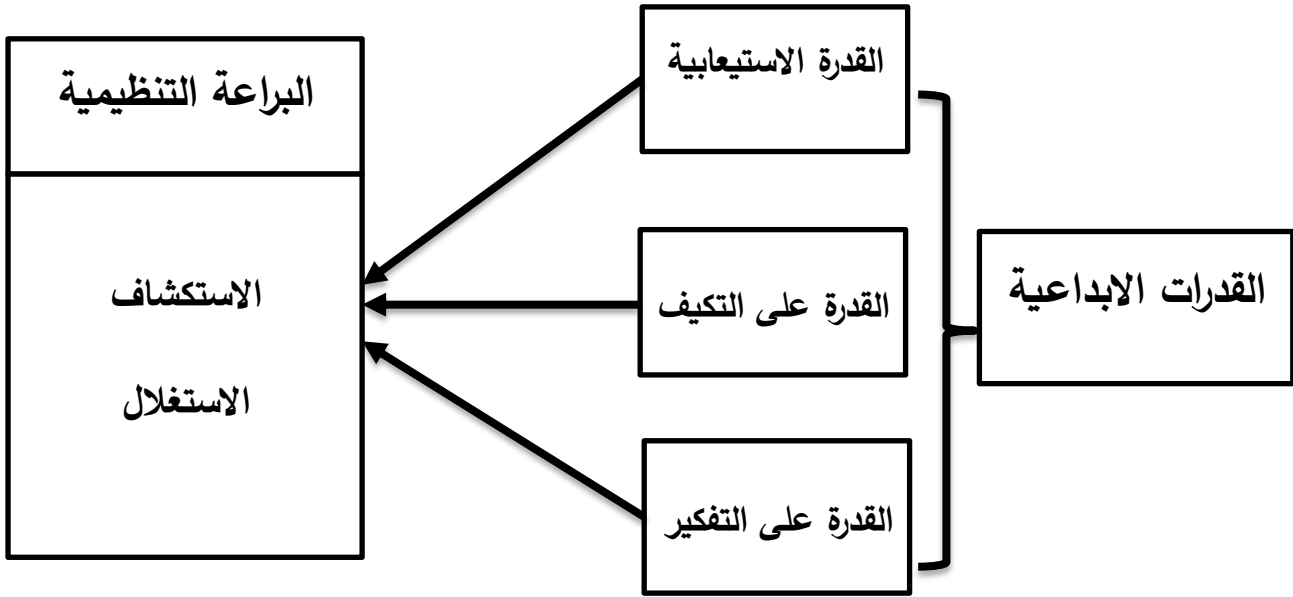 القدرات الابداعية
القدرة الاستيعابية
القدرة على التكيف
القدرة على التفكير
البراعة التنظيمية
الاستكشاف
الاستغلال